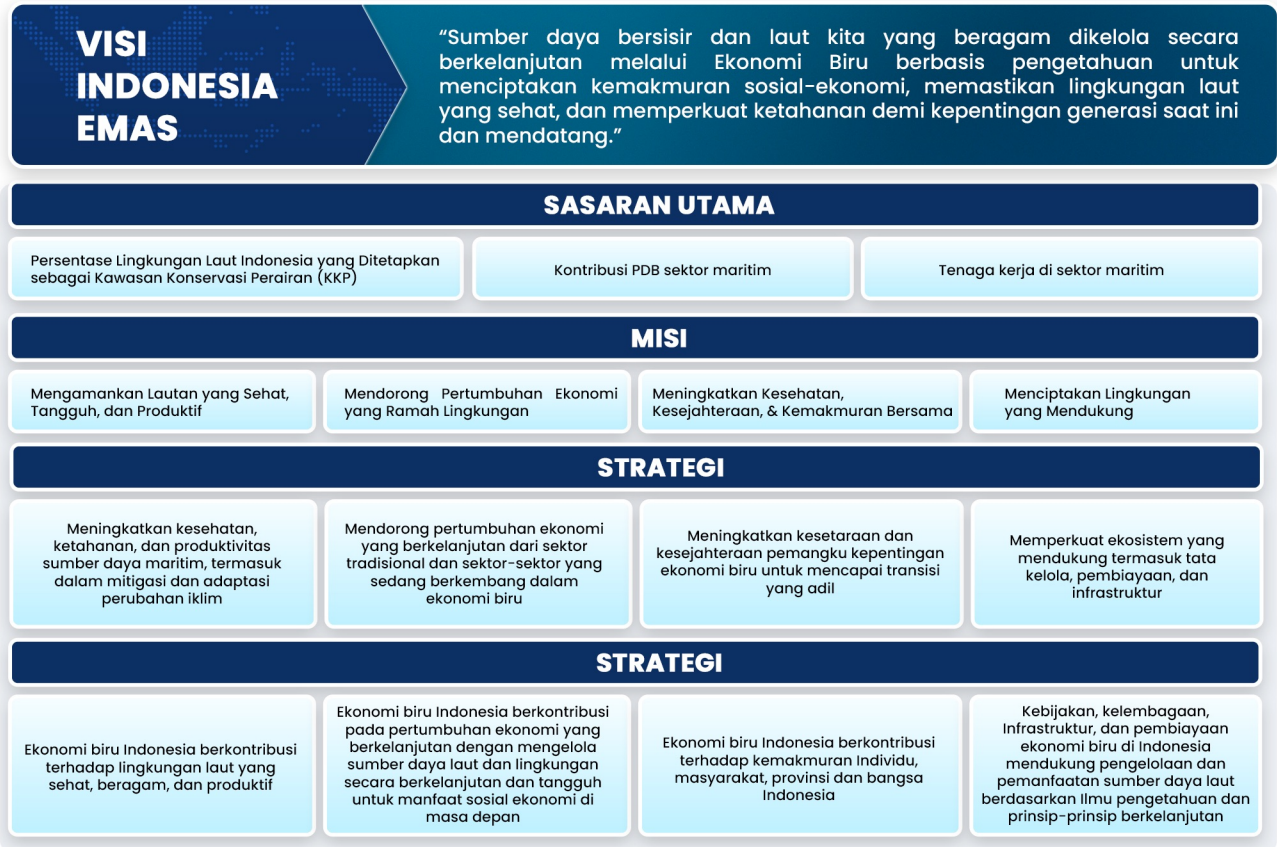 VISI
INDONESIA
EMAS
“Sumber daya bersisir dan laut kita yang beragam dikelola secara
berkelanjutan melalui Ekonomi Biru berbasis pengetahuan untuk
menciptakan kemakmuran sosial-ekonomi, memastikan lingkungan laut
yang sehat, dan memperkuat ketahanan demi kepentingan generasi saat ini
dan mendatang.”
SASARAN UTAMA
Persentase Lingkungan Laut Indonesia yang Ditetapkan
sebagai Kawasan Konservasi Perairan (KKP)
Kontribusi PDB sektor maritim
Tenaga kerja di sektor maritim
MISI
Mengamankan Lautan yang Sehat,
Tangguh, dan Produktif
Mendorong Pertumbuhan Ekonomi
yang Ramah Lingkungan
Meningkatkan Kesehatan,
Kesejahteraan, & Kemakmuran Bersama
Menciptakan Lingkungan
yang Mendukung
STRATEGI
Meningkatkan kesehatan,
ketahanan, dan produktivitas
sumber daya maritim, termasuk
dalam mitigasi dan adaptasi
perubahan iklim
Mendorong pertumbuhan ekonomi
yang berkelanjutan dari sektor
tradisional dan sektor-sektor yang
sedang berkembang dalam
ekonomi biru
Meningkatkan kesetaraan dan
kesejahteraan pemangku kepentingan
ekonomi biru untuk mencapai transisi
yang adil
Memperkuat ekosistem yang
mendukung termasuk tata
kelola, pembiayaan, dan
infrastruktur
STRATEGI
Ekonomi biru Indonesia berkontribusi
terhadap lingkungan laut yang
sehat, beragam, dan produktif
Ekonomi biru Indonesia berkontribusi
pada pertumbuhan ekonomi yang
berkelanjutan dengan mengelola
sumber daya laut dan lingkungan
secara berkelanjutan dan tangguh
untuk manfaat sosial ekonomi di
masa depan
Ekonomi biru Indonesia berkontribusi
terhadap kemakmuran Individu,
masyarakat, provinsi dan bangsa
Indonesia
Kebijakan, kelembagaan,
Infrastruktur, dan pembiayaan
ekonomi biru di Indonesia
mendukung pengelolaan dan
pemanfaatan sumber daya laut
berdasarkan Ilmu pengetahuan dan
prinsip-prinsip berkelanjutan